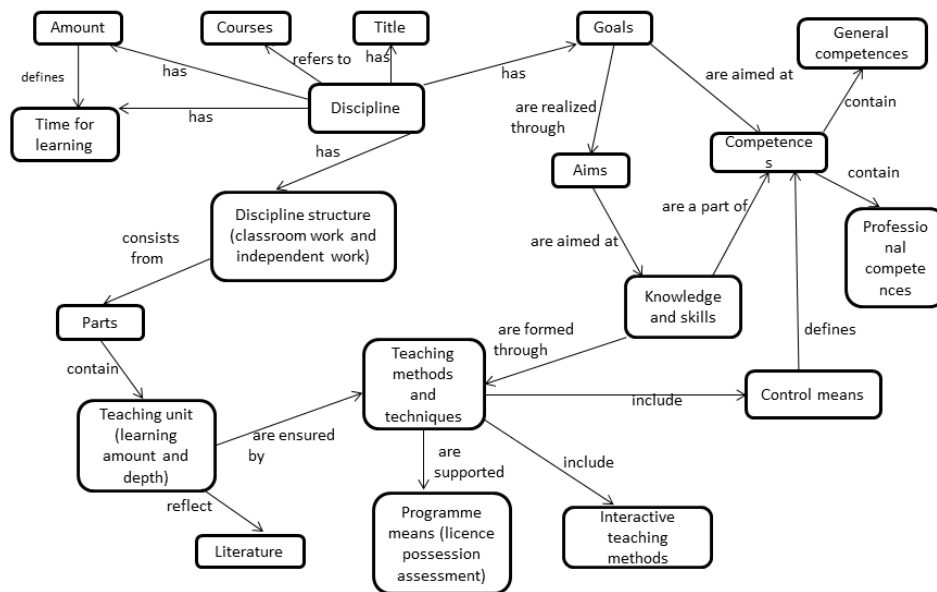 Amount
Courses
Title
Goals
General
competences
defines
has
refers to
has
has
are aimed at
contain
Time for
learning
has
Discipline
are realized
through
Competenc
es
has
Aims
contain
Discipline structure
(classroom work and
independent work)
are a part of
Professio
nal
compete
nces
consists
from
are aimed at
Knowledge
and skills
Parts
are formed
through
defines
contain
Teaching
methods
and
techniques
include
Control means
Teaching unit
(learning
amount and
depth)
are ensured
by
are
supported
include
reflect
Programme
means (licence
possession
assessment)
Interactive
teaching
methods
Literature